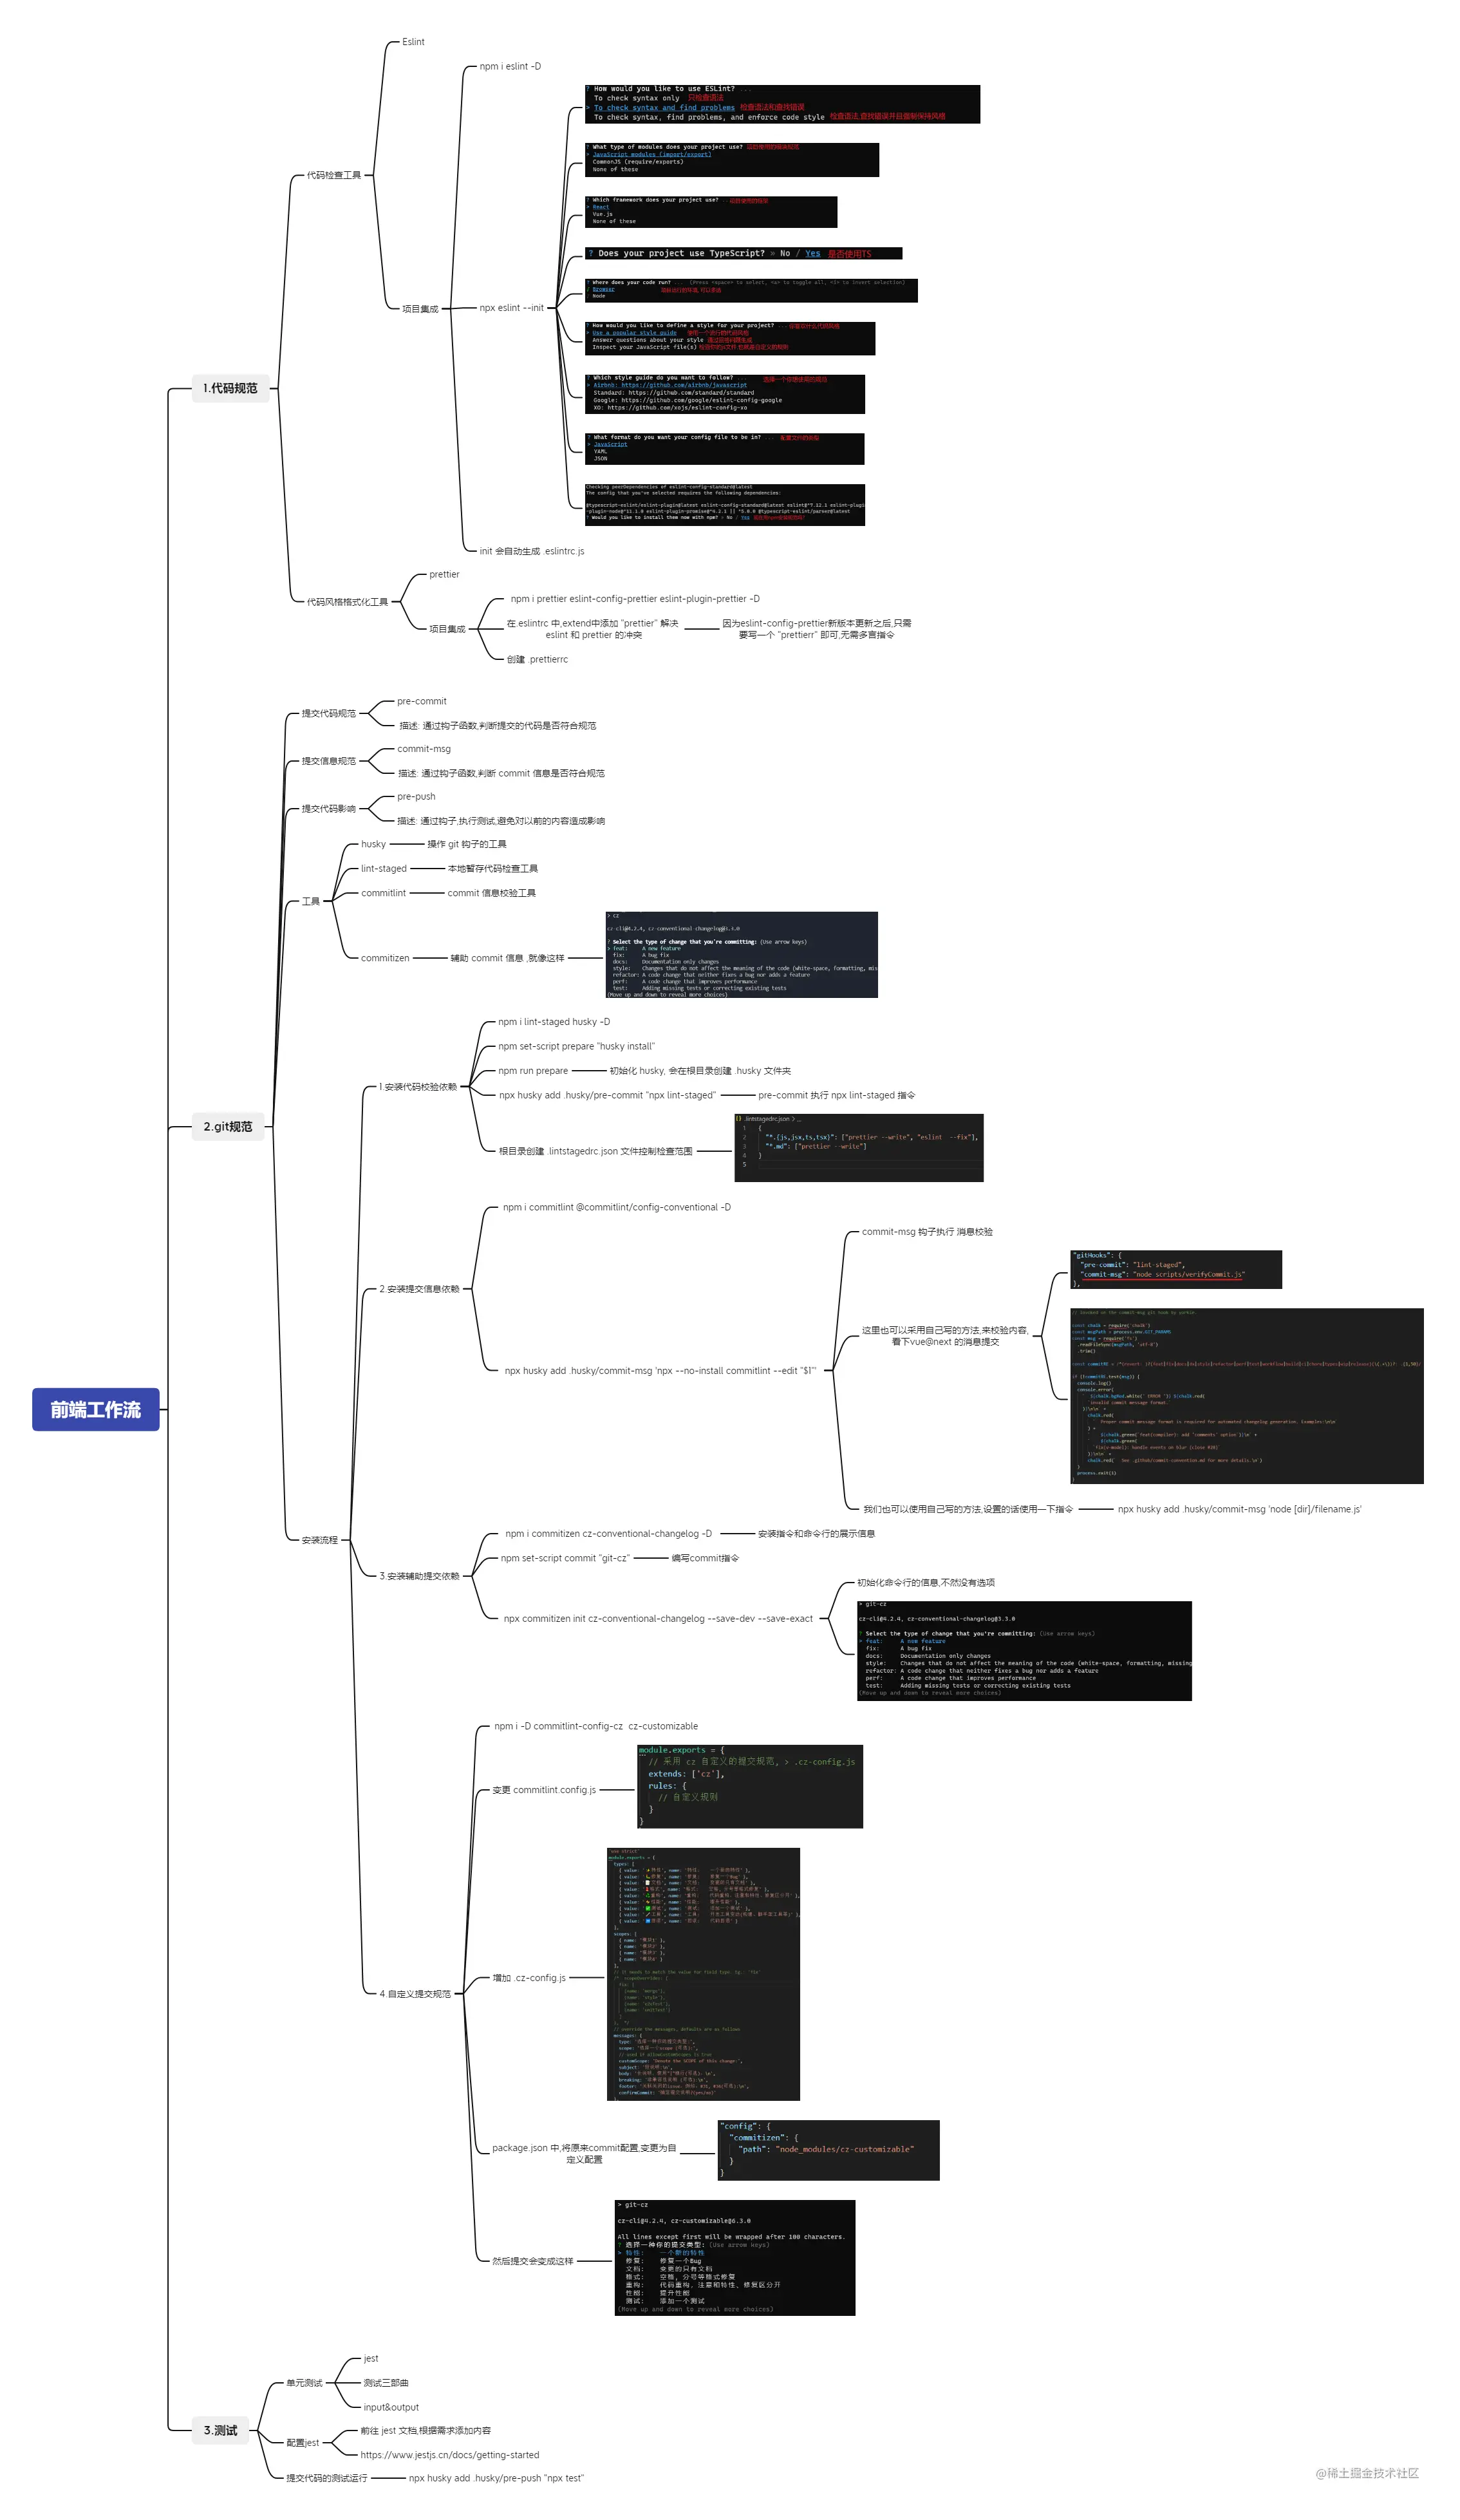 前端工作流
1.代码规范
代码检查工具
Eslint
项目集成
npm i eslint -D
npx eslint --init
? How would you like to use ESLint? ...
To check syntax only 只检查语法
> To check syntax and find problems 检查语法和查找错误
To check syntax, find problems, and enforce code style 检查语法,查找错误并且强制保持风格
? What type of modules does your project use?
> JavaScript modules (import/export)
CommonJS (require/exports)
None of these
? Which framework does your project use? ...
> React
Vue.js
None of these
? Does your project use TypeScript? » No / Yes 是否使用TS
? Where does your code run? ... (Press <space> to select, <a> to toggle all, <i> to invert selection)
Browser
Node
? How would you like to define a style for your project? ...
> Use a popular style guide
Answer questions about your style
Inspect your JavaScript file(s)
? Which style guide do you want to follow? ...
> Airbnb: https://github.com/airbnb/javascript
Standard: https://github.com/standard/standard
Google: https://github.com/google/eslint-config-google
XO: https://github.com/xojs/eslint-config-xo
? What format do you want your config file to be in? ... 配置文件的类型
> JavaScript
YAML
JSON
Checking peerDependencies of eslint-config-standard@latest
The config that you've selected requires the following dependencies:
@typescript-eslint/eslint-plugin@latest eslint-config-standard@latest eslint@^7.12.1 eslint-plugi
-plugin-node@^11.1.0 eslint-plugin-promise@^4.2.1 || ^5.0.0 @typescript-eslint/parser@latest
? Would you like to install them now with npm? » No / Yes
init 会自动生成 .eslintrc.js
代码风格格式化工具
prettier
项目集成
npm i prettier eslint-config-prettier eslint-plugin-prettier -D
在 eslintrc 中,extend中添加 "prettier" 解决
eslint 和 prettier 的冲突
因为eslint-config-prettier新版本更新之后,只需
要写一个 "prettierr" 即可,无需多言指令
创建 .prettierrc
2.git规范
提交代码规范
pre-commit
描述: 通过钩子函数,判断提交的代码是否符合规范
提交信息规范
commit-msg
描述: 通过钩子函数,判断 commit 信息是否符合规范
提交代码影响
pre-push
描述: 通过钩子,执行测试,避免对以前的内容造成影响
工具
husky
操作 git 钩子的工具
lint-staged
本地暂存代码检查工具
commitlint
commit 信息校验工具
commitizen
辅助 commit 信息 ,就像这样
> cz
cz-cli@4.2.4, cz-conventional-changelog@3.3.0
? Select the type of change that you're committing: (Use arrow keys)
> feat: A new feature
fix: A bug fix
docs: Documentation only changes
style: Changes that do not affect the meaning of the code (white-space, formatting, mis
refactor: A code change that neither fixes a bug nor adds a feature
perf: A code change that improves performance
test: Adding missing tests or correcting existing tests
(Move up and down to reveal more choices)
安装流程
1.安装代码校验依赖
npm i lint-staged husky -D
npm set-script prepare "husky install"
npm run prepare
初始化 husky, 会在根目录创建 .husky 文件夹
npx husky add .husky/pre-commit "npx lint-staged"
pre-commit 执行 npx lint-staged 指令
根目录创建 .lintstagedrc.json 文件控制检查范围
{} .lintstagedrc.json > ...
1 {
2 "*.{js,jsx,ts,tsx}": ["prettier --write", "eslint --fix"],
3 "*.md": ["prettier --write"]
4 }
5
2.安装提交信息依赖
npm i commitlint @commitlint/config-conventional -D
npx husky add .husky/commit-msg 'npx --no-install commitlint --edit "$1"'
commit-msg 钩子执行 消息校验
这里也可以采用自己写的方法,来校验内容,
看下vue@next 的消息提交
"gitHooks": {
"pre-commit": "lint-staged",
"commit-msg": "node scripts/verifyCommit.js"
},
// Invoked on the commit-msg git hook by yorkie.
const chalk = require('chalk')
const msgPath = process.env.GIT_PARAMS
const msg = require('fs')
.readFileSync(msgPath, 'utf-8')
.trim()
if (!commitRE.test(msg)) {
console.log()
console.error(
process.exit(1)
}
我们也可以使用自己写的方法,设置的话使用一下指令
npx husky add .husky/commit-msg 'node [dir]/filename.js'
3.安装辅助提交依赖
npm i commitizen cz-conventional-changelog -D
安装指令和命令行的展示信息
npm set-script commit "git-cz"
编写commit指令
npx commitizen init cz-conventional-changelog --save-dev --save-exact
初始化命令行的信息,不然没有选项
> git-cz
cz-cli@4.2.4, cz-conventional-changelog@3.3.0
? Select the type of change that you're committing: (Use arrow keys)
> feat: A new feature
fix: A bug fix
docs: Documentation only changes
style: Changes that do not affect the meaning of the code (white-space, formatting, missing
refactor: A code change that neither fixes a bug nor adds a feature
perf: A code change that improves performance
test: Adding missing tests or correcting existing tests
(Move up and down to reveal more choices)
4.自定义提交规范
npm i -D commitlint-config-cz cz-customizable
变更 commitlint.config.js
module.exports = {
// 采用 cz 自定义的提交规范, > .cz-config.js
extends: ['cz'],
rules: {
// 自定义规则
}
}
增加 .cz-config.js
'use strict'
module.exports = {
types: [
],
scopes: [
],
messages: {
package.json 中,将原来commit配置,变更为自
定义配置
"config": {
"commitizen": {
"path": "node_modules/cz-customizable"
}
}
然后提交会变成这样
> git-cz
cz-cli@4.2.4, cz-customizable@6.3.0
All lines except first will be wrapped after 100 characters.
? 选择一种你的提交类型: (Use arrow keys)
> 特性: 一个新的特性
修复: 修复一个Bug
文档: 变更的只有文档
格式: 空格, 分号等格式修复
重构: 代码重构, 注意和特性、修复区分开
性能: 提升性能
测试: 添加一个测试
(Move up and down to reveal more choices)
3.测试
单元测试
jest
测试三部曲
input&output
配置jest
前往 jest 文档,根据需求添加内容
https://www.jestjs.cn/docs/getting-started
提交代码的测试运行
npx husky add .husky/pre-push "npx test"
@稀土掘金技术社区